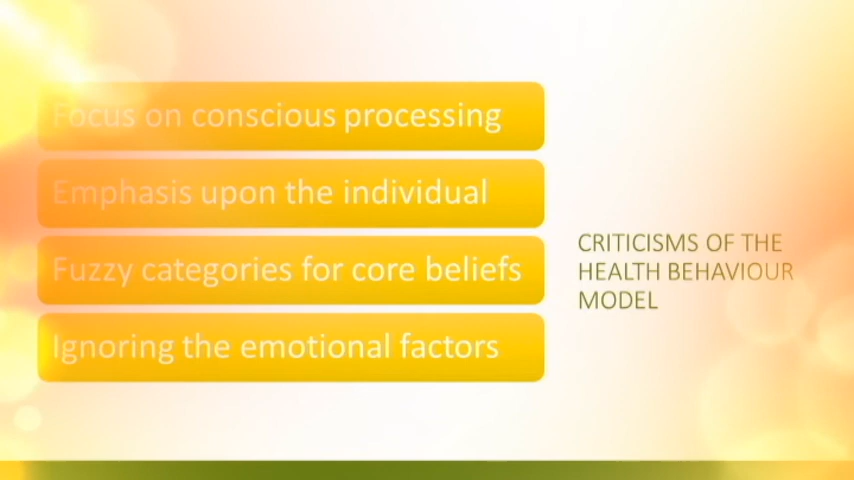 Focus on conscious processing
Emphasis upon the individual
Fuzzy categories for core beliefs
Ignoring the emotional factors
CRITICISMS OF THE
HEALTH BEHAVIOUR
MODEL